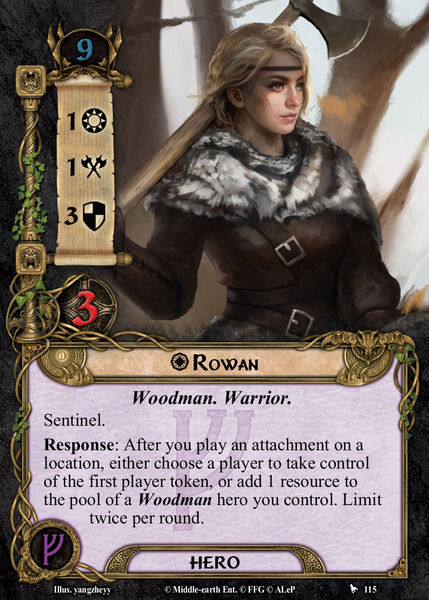 9
1
1
3
3
Rowan
Woodman. Warrior.
Sentinel.
Response: After you play an attachment on a
location, either choose a player to take control
of the first player token, or add 1 resource to
the pool of a Woodman hero you control. Limit
twice per round.
HERO
Illus. yangzheyy © Middle-earth Ent. © FFG © ALeP 115